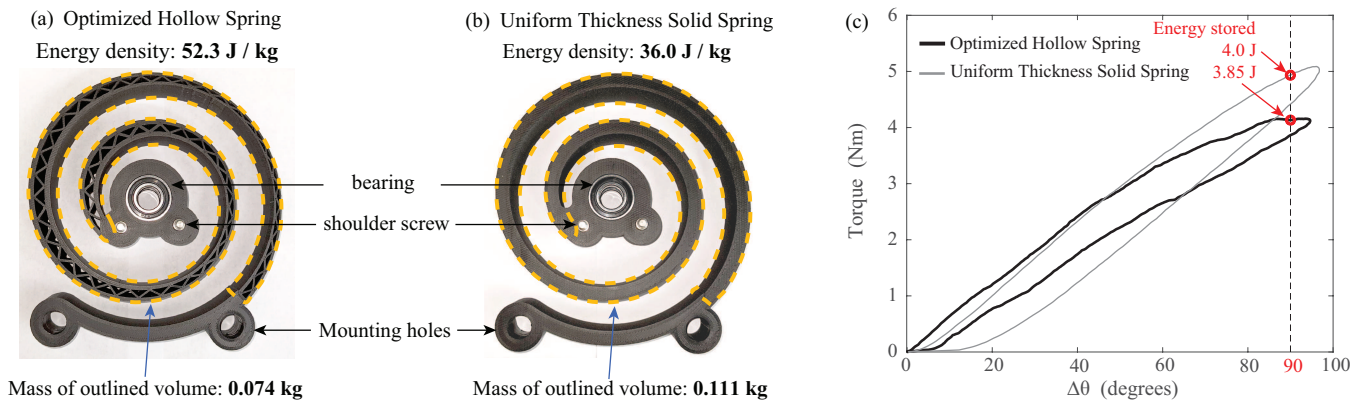 (a) Optimized Hollow Spring
Energy density: 52.3 J / kg
bearing
shoulder screw
Mounting holes
Mass of outlined volume: 0.074 kg
(b) Uniform Thickness Solid Spring
Energy density: 36.0 J / kg
Mass of outlined volume: 0.111 kg
(c)
Optimized Hollow Spring
Uniform Thickness Solid Spring
Energy stored
4.0 J
3.85 J
Torque (Nm)
6
5
4
3
2
1
0
0
20
40
60
80
90
100
Δθ (degrees)